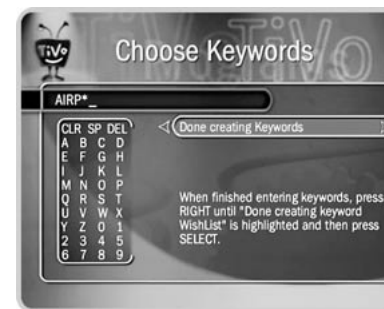 TiVo
Choose Keywords
AIRP*_
CLR SP DEL
A B C D
E F G H
I J K L
M N O P
Q R S T
U V W X
Y Z 0 1
2 3 4 5
6 7 8 9
Done creating Keywords
When finished entering keywords, press
RIGHT until "Done creating keyword
WishList" is highlighted and then press
SELECT.